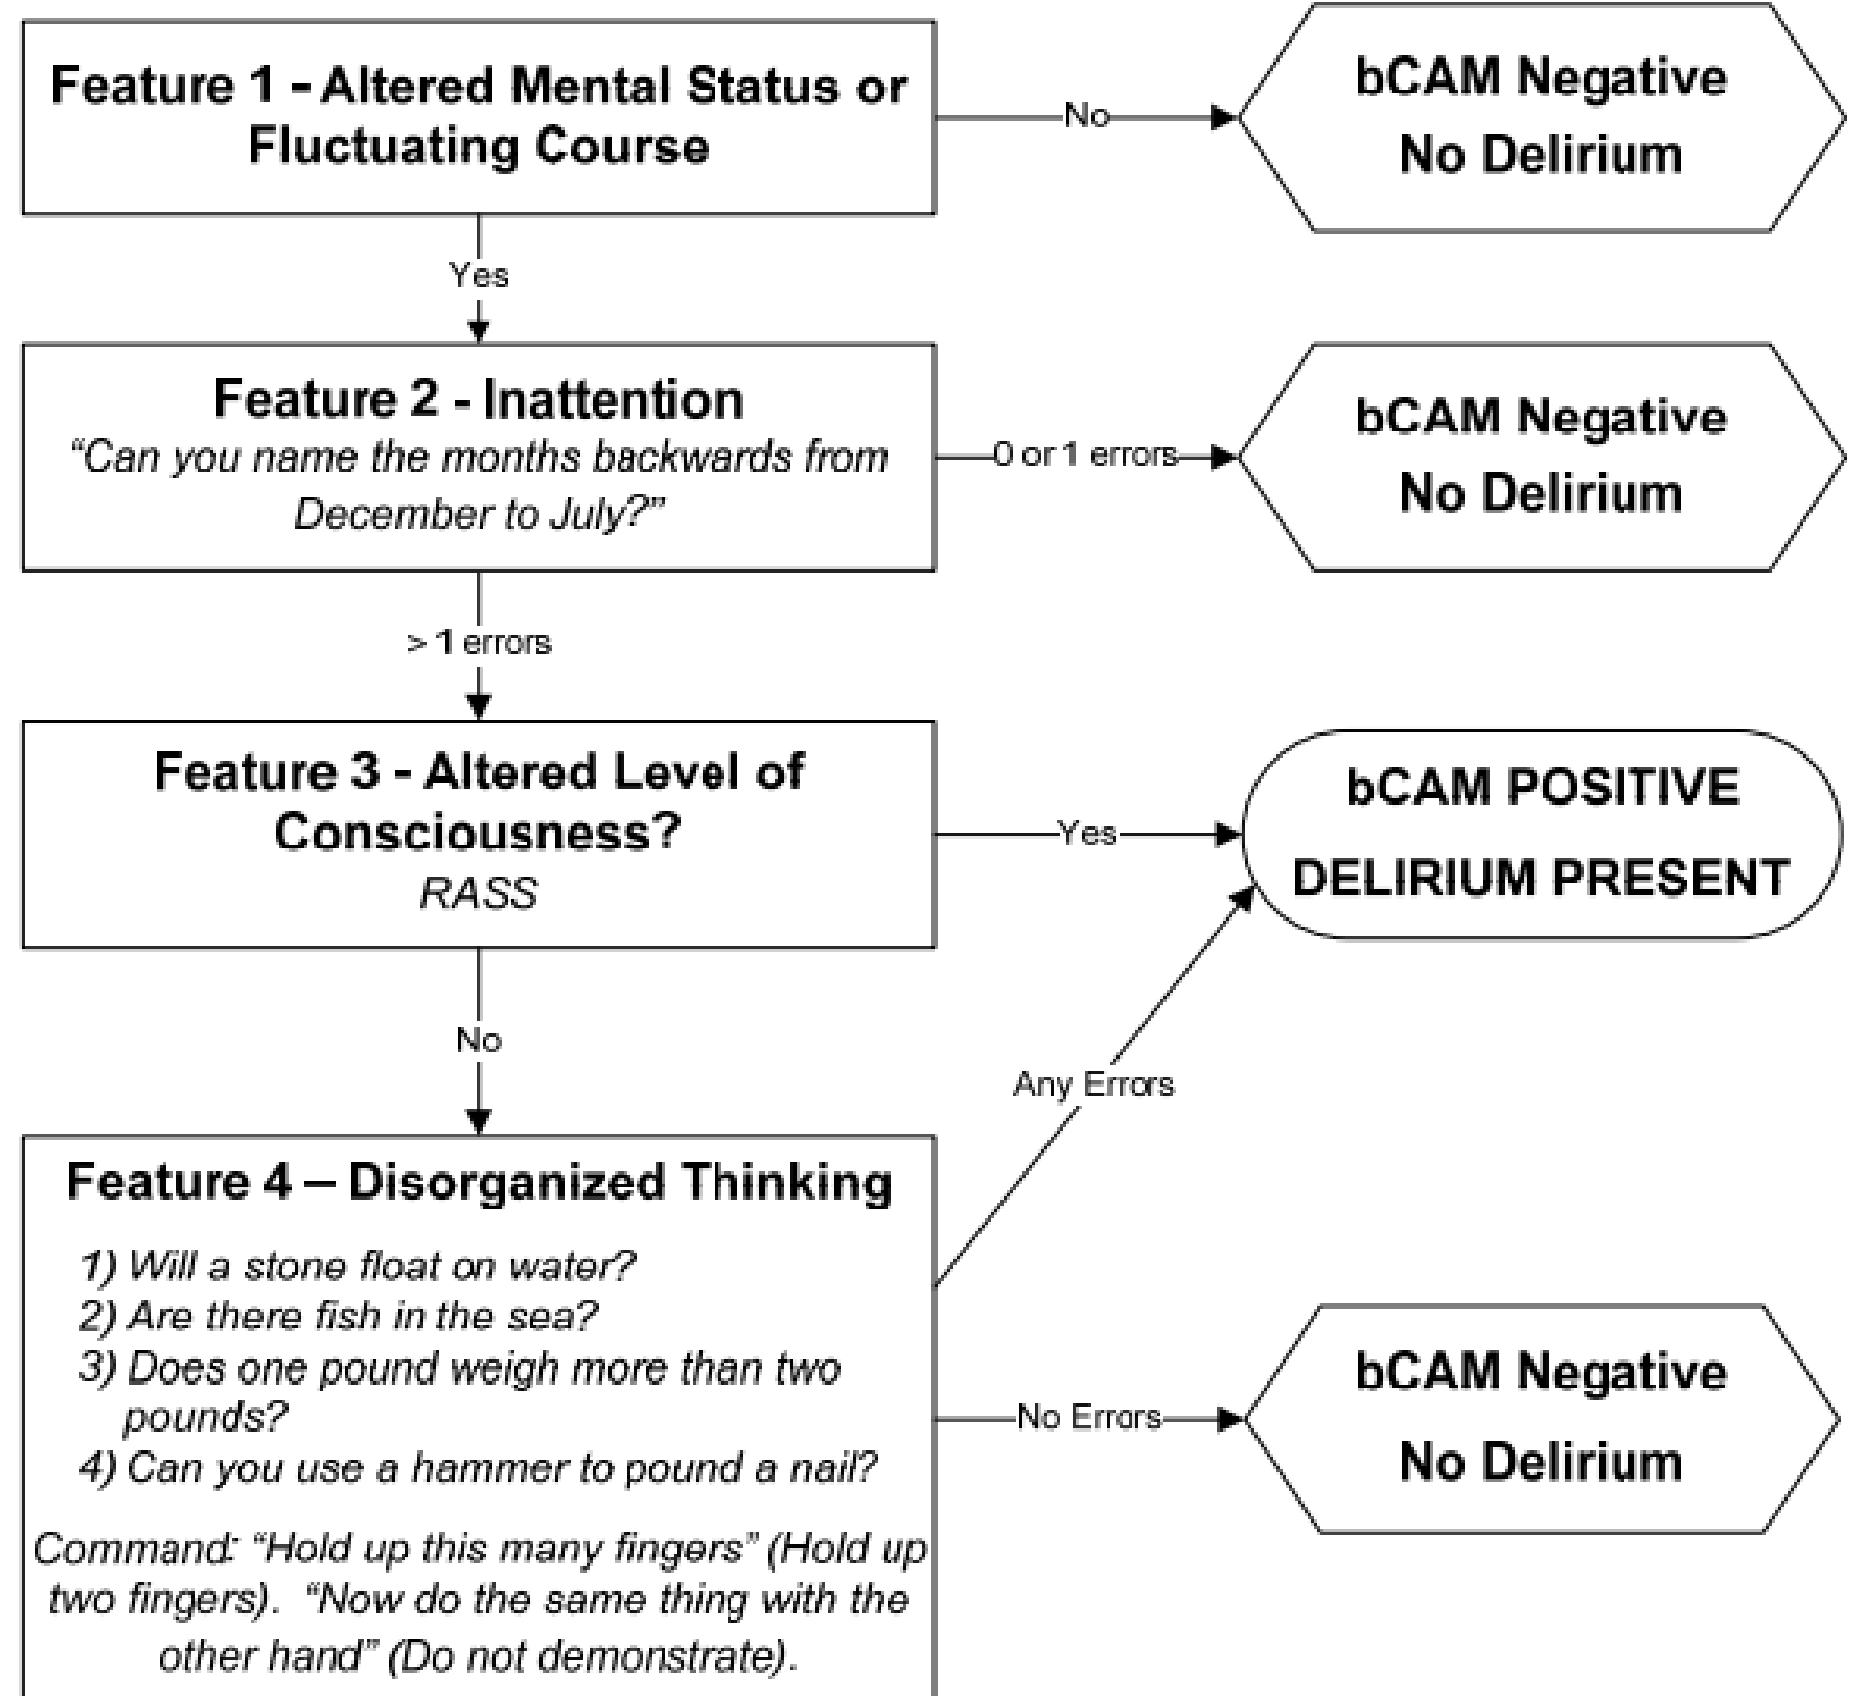 Feature 1 - Altered Mental Status or
Fluctuating Course
No
bCAM Negative
No Delirium
Yes
Feature 2 - Inattention
“Can you name the months backwards from
December to July?”
0 or 1 errors
bCAM Negative
No Delirium
> 1 errors
Feature 3 - Altered Level of
Consciousness?
RASS
Yes
bCAM POSITIVE
DELIRIUM PRESENT
No
Any Errors
Feature 4 – Disorganized Thinking
1) Will a stone float on water?
2) Are there fish in the sea?
3) Does one pound weigh more than two
pounds?
4) Can you use a hammer to pound a nail?
Command: “Hold up this many fingers” (Hold up
two fingers). “Now do the same thing with the
other hand” (Do not demonstrate).
No Errors
bCAM Negative
No Delirium